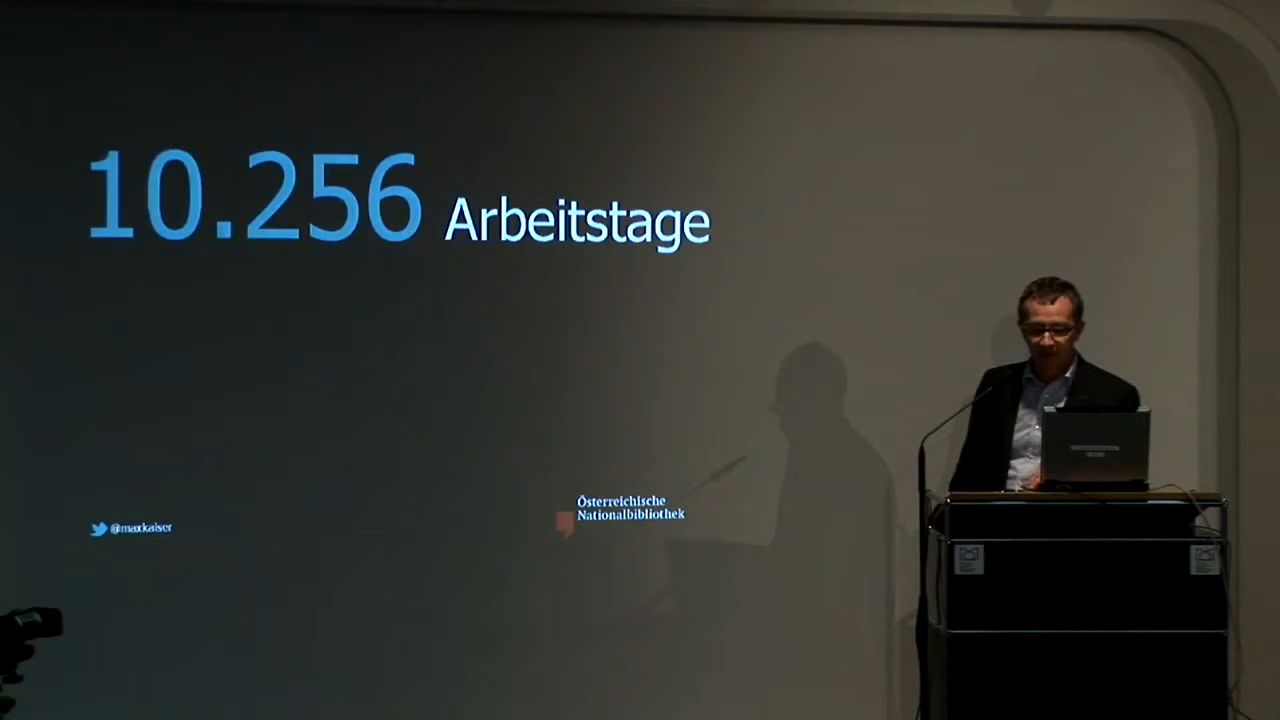 10.256 Arbeitstage
@maxkaiser
Österreichische
Nationalbibliothek